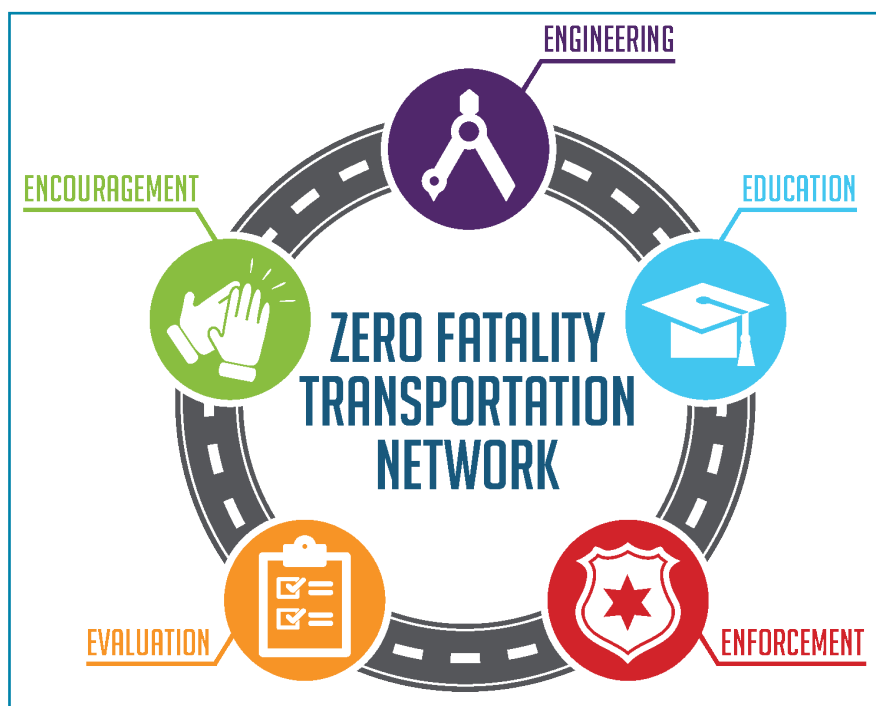 ENGINEERING
ENCOURAGEMENT
EDUCATION
ZERO FATALITY
TRANSPORTATION
NETWORK
EVALUATION
ENFORCEMENT